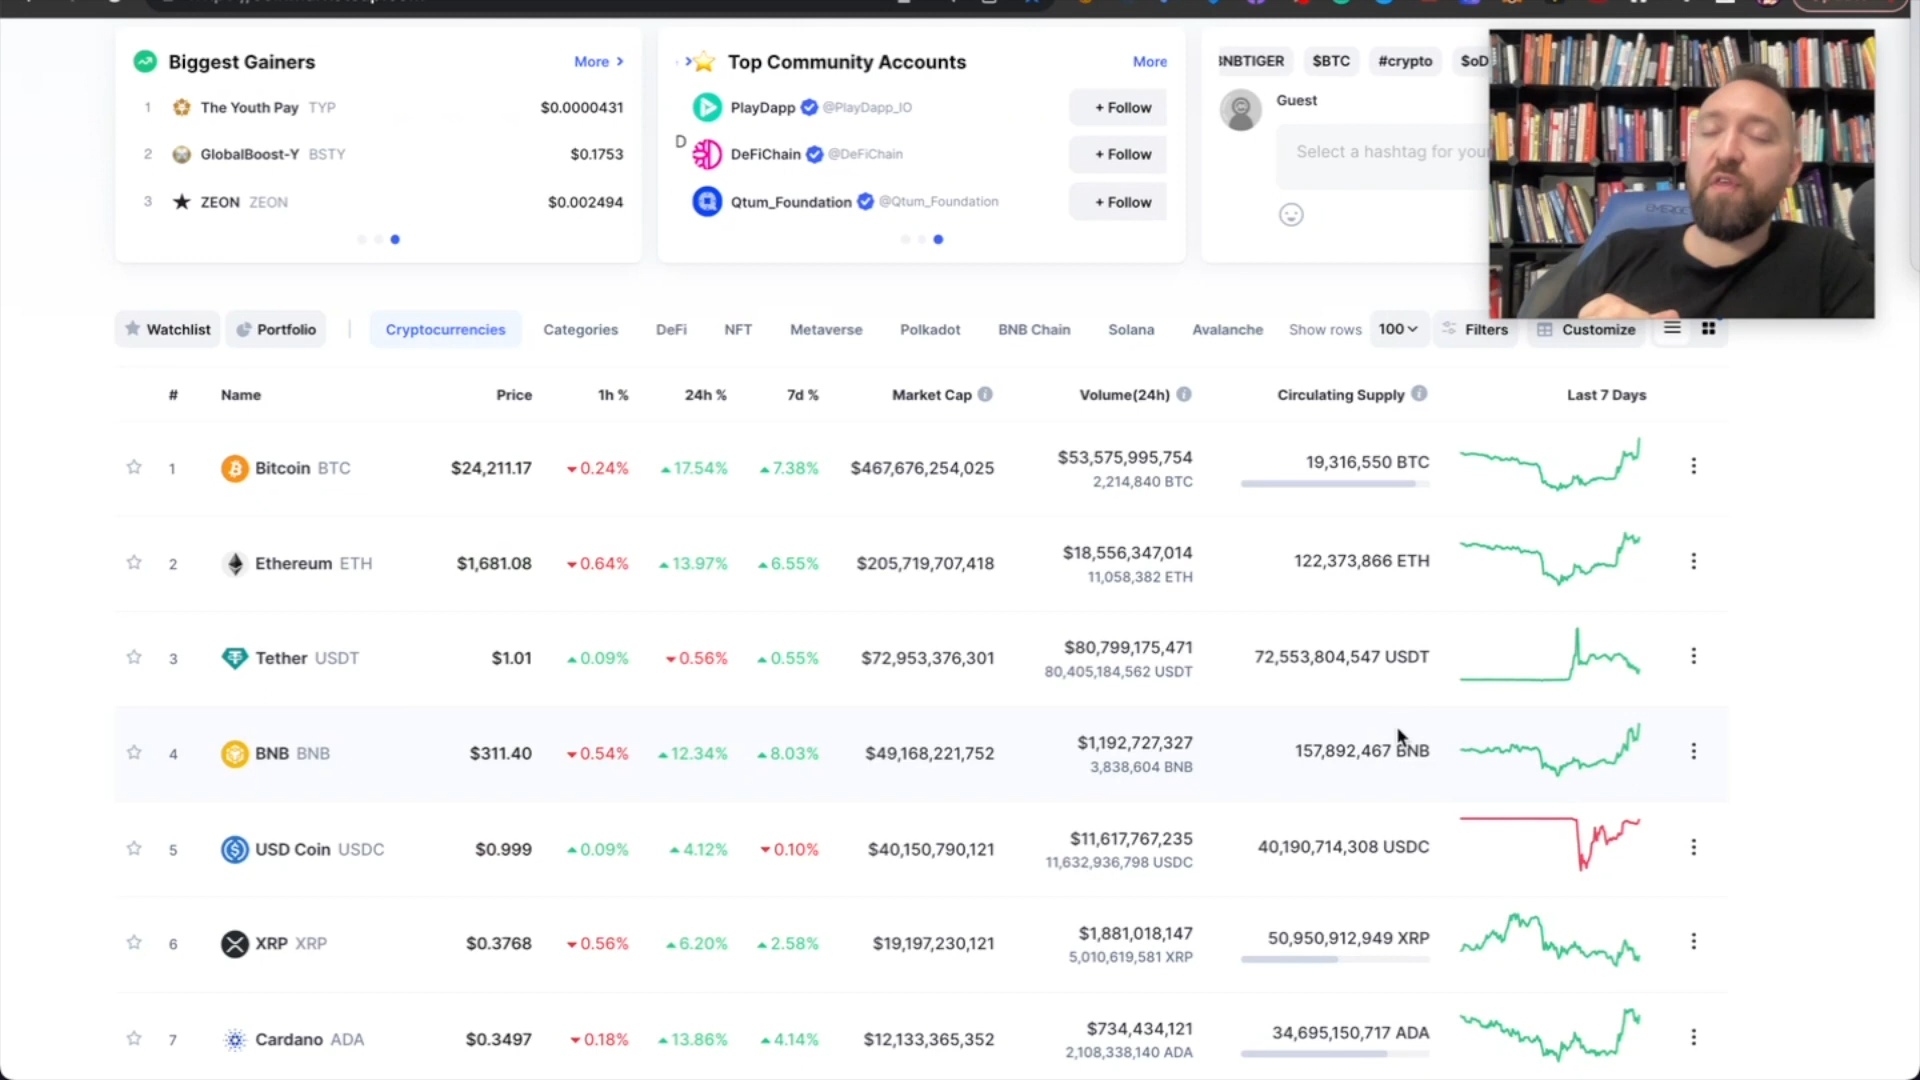 Biggest Gainers More >
1 The Youth Pay TYP $0.0000431
2 GlobalBoost-Y BSTY $0.1753
3 ZEON ZEON $0.002494
Top Community Accounts More
PlayDapp @PlayDapp_IO + Follow
D
DeFiChain @DeFiChain + Follow
Qtum_Foundation @Qtum_Foundation + Follow
$BTC #crypto
Guest
Select a hashtag for your
Watchlist Portfolio Cryptocurrencies Categories DeFi NFT Metaverse Polkadot BNB Chain Solana Avalanche Show rows 100 Filters Customize
# Name Price 1h % 24h % 7d % Market Cap Volume(24h) Circulating Supply Last 7 Days
1 Bitcoin BTC $24,211.17 0.24% 17.54% 7.38% $467,676,254,025 $53,575,995,754 19,316,550 BTC
2,214,840 BTC
2 Ethereum ETH $1,681.08 0.64% 13.97% 6.55% $205,719,707,418 $18,556,347,014 122,373,866 ETH
11,058,382 ETH
3 Tether USDT $1.01 0.09% 0.56% 0.55% $72,953,376,301 $80,799,175,471 72,553,804,547 USDT
80,405,184,562 USDT
4 BNB BNB $311.40 0.54% 12.34% 8.03% $49,168,221,752 $1,192,727,327 157,892,467 BNB
3,838,604 BNB
5 USD Coin USDC $0.999 0.09% 4.12% 0.10% $40,150,790,121 $11,617,767,235 40,190,714,308 USDC
11,632,936,798 USDC
6 XRP XRP $0.3768 0.56% 6.20% 2.58% $19,197,230,121 $1,881,018,147 50,950,912,949 XRP
5,010,619,581 XRP
7 Cardano ADA $0.3497 0.18% 13.86% 4.14% $12,133,365,352 $734,434,121 34,695,150,717 ADA
2,108,338,140 ADA